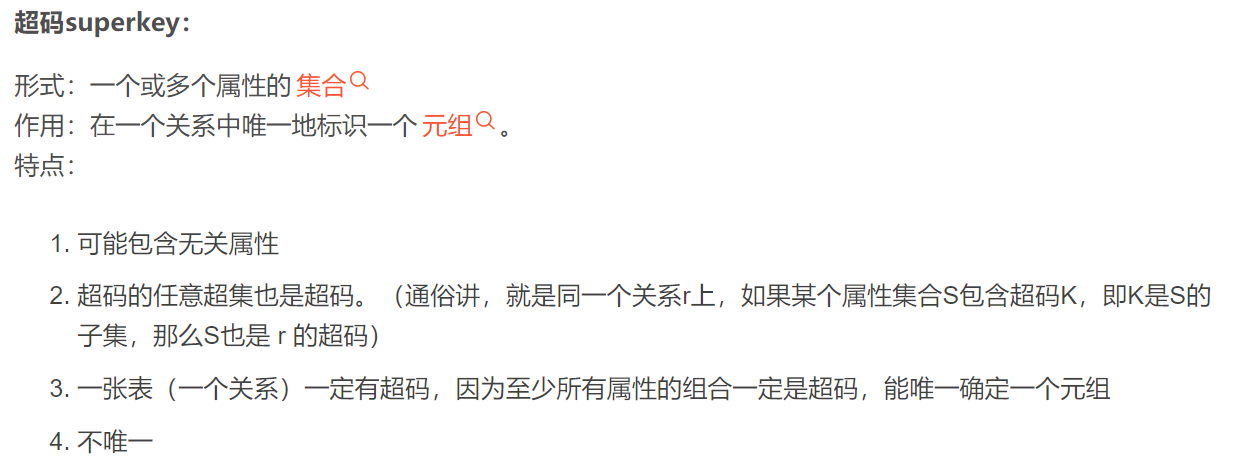 超码superkey：
形式：一个或多个属性的 集合
作用：在一个关系中唯一地标识一个 元组 。
特点：
1. 可能包含无关属性
2. 超码的任意超集也是超码。（通俗讲，就是同一个关系r上，如果某个属性集合S包含超码K，即K是S的
子集，那么S也是 r 的超码）
3. 一张表（一个关系）一定有超码，因为至少所有属性的组合一定是超码，能唯一确定一个元组
4. 不唯一